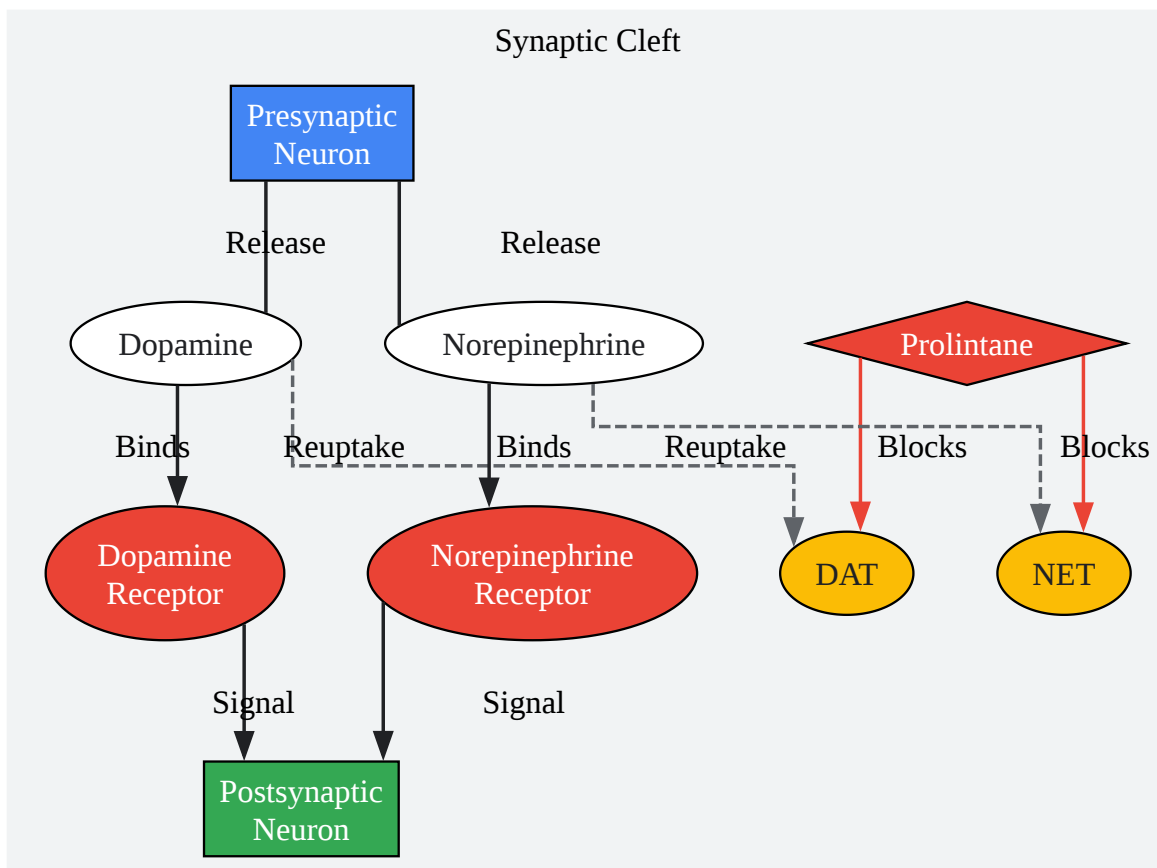 Synaptic Cleft
Presynaptic
Neuron
Release
Release
Dopamine
Norepinephrine
Prolintane
Binds
Reuptake
Binds
Reuptake
Blocks
Blocks
Dopamine
Receptor
Norepinephrine
Receptor
DAT
NET
Signal
Signal
Postsynaptic
Neuron